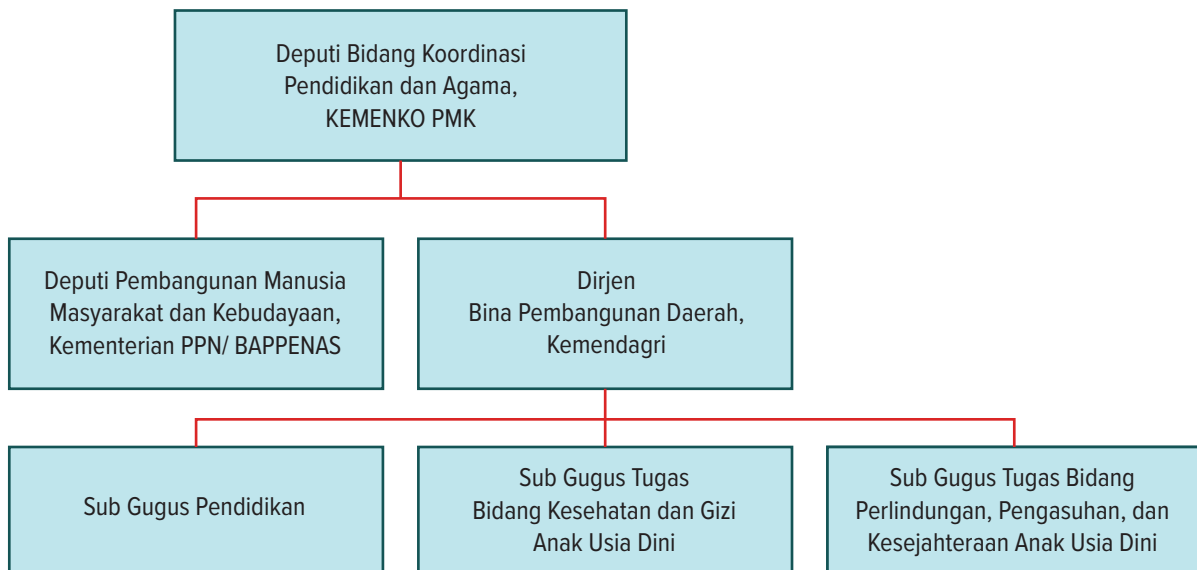 Deputi Bidang Koordinasi
Pendidikan dan Agama,
KEMENKO PMK
Deputi Pembangunan Manusia
Masyarakat dan Kebudayaan,
Kementerian PPN/ BAPPENAS
Dirjen
Bina Pembangunan Daerah,
Kemendagri
Sub Gugus Pendidikan
Sub Gugus Tugas
Bidang Kesehatan dan Gizi
Anak Usia Dini
Sub Gugus Tugas Bidang
Perlindungan, Pengasuhan, dan
Kesejahteraan Anak Usia Dini